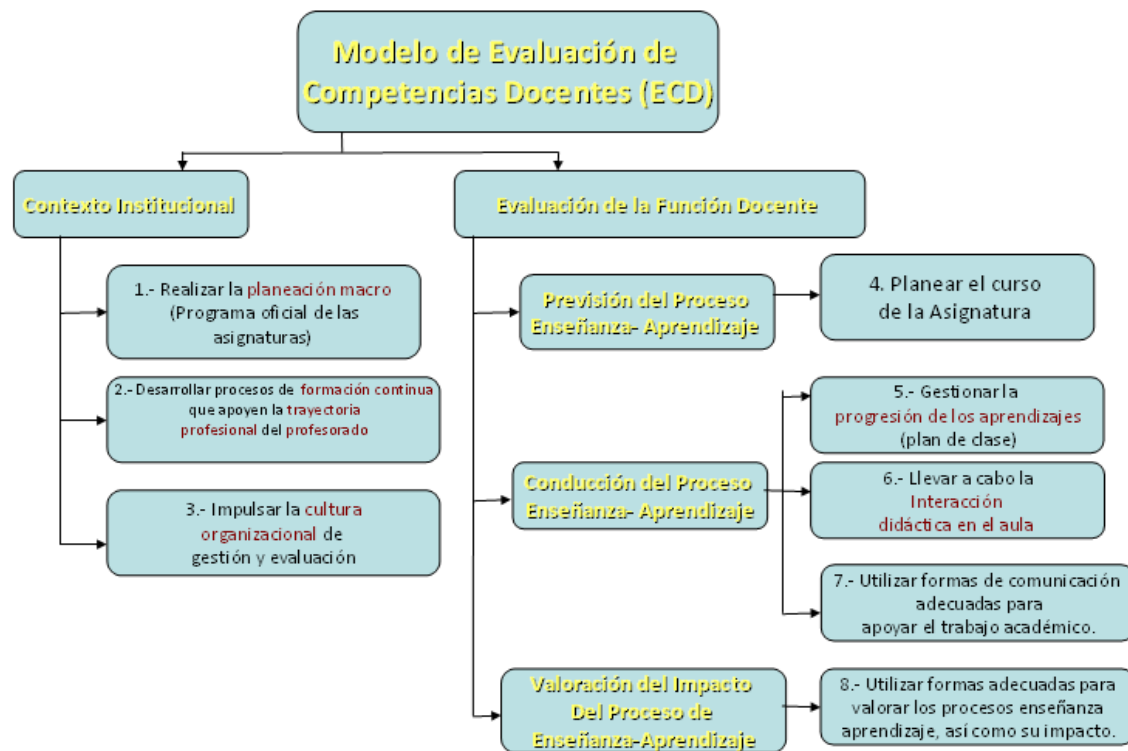 Modelo de Evaluación de
Competencias Docentes (ECD)
Contexto Institucional
Evaluación de la Función Docente
1.- Realizar la planeación macro
(Programa oficial de las
asignaturas)
2.- Desarrollar procesos de formación continua
que apoyen la trayectoria
profesional del profesorado
3.- Impulsar la cultura
organizacional de
gestión y evaluación
Previsión del Proceso
Enseñanza- Aprendizaje
4. Planear el curso
de la Asignatura
Conducción del Proceso
Enseñanza- Aprendizaje
5.- Gestionar la
progresión de los aprendizajes
(plan de clase)
6.- Llevar a cabo la
Interacción
didáctica en el aula
7.- Utilizar formas de comunicación
adecuadas para
apoyar el trabajo académico.
Valoración del Impacto
Del Proceso de
Enseñanza-Aprendizaje
8.- Utilizar formas adecuadas para
valorar los procesos enseñanza
aprendizaje, así como su impacto.